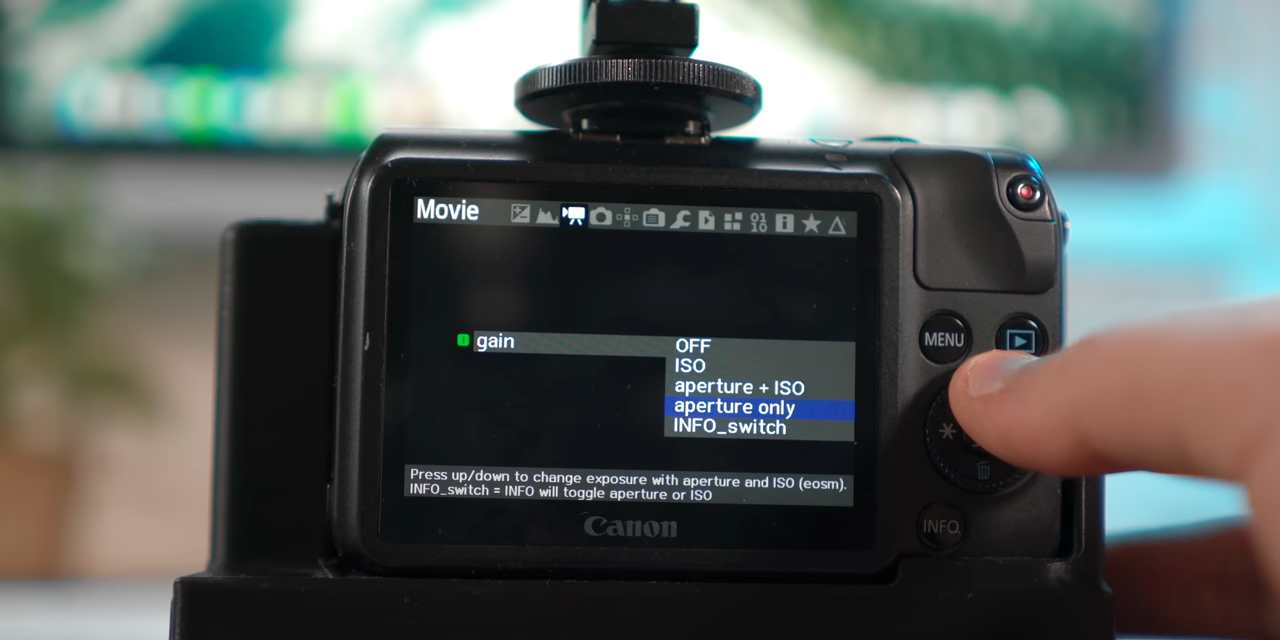 Movie
01
10
gain
OFF
ISO
aperture + ISO
aperture only
INFO_switch
Press up/down to change exposure with aperture and ISO (eosm).
INFO_switch = INFO will toggle aperture or ISO
Canon
MENU
INFO.